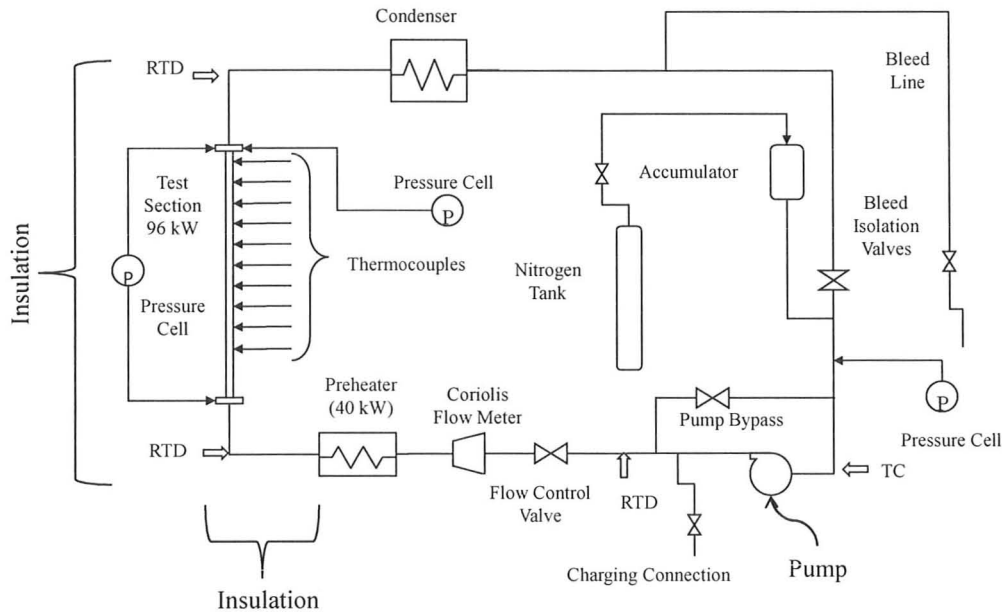 Condenser
RTD
Bleed
Line
Insulation
Test
Section
96 kW
Pressure Cell
P
Accumulator
Thermocouples
Nitrogen
Tank
Bleed
Isolation
Valves
P
Pressure
Cell
Preheater
(40 kW)
Coriolis
Flow Meter
Pump Bypass
P
Pressure Cell
RTD
Flow Control
Valve
RTD
TC
Charging Connection
Pump
Insulation